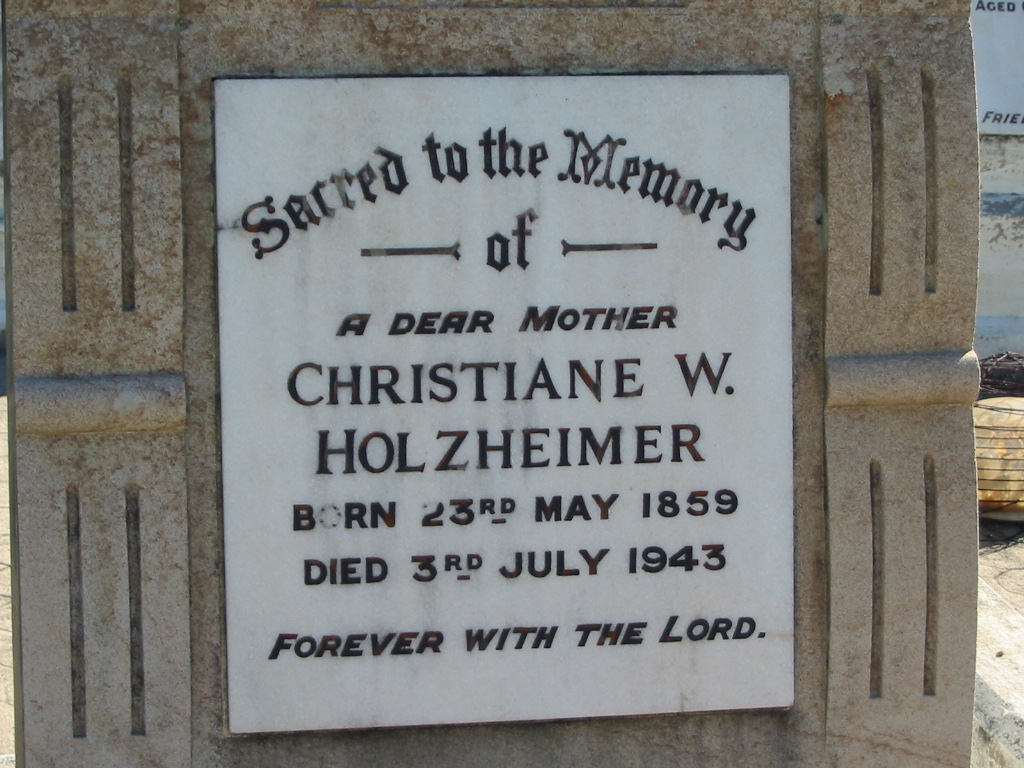 Sacred to the Memory
of
A DEAR MOTHER
CHRISTIANE W.
HOLZHEIMER
BORN 23RD MAY 1859
DIED 3RD JULY 1943
FOREVER WITH THE LORD.
AGED